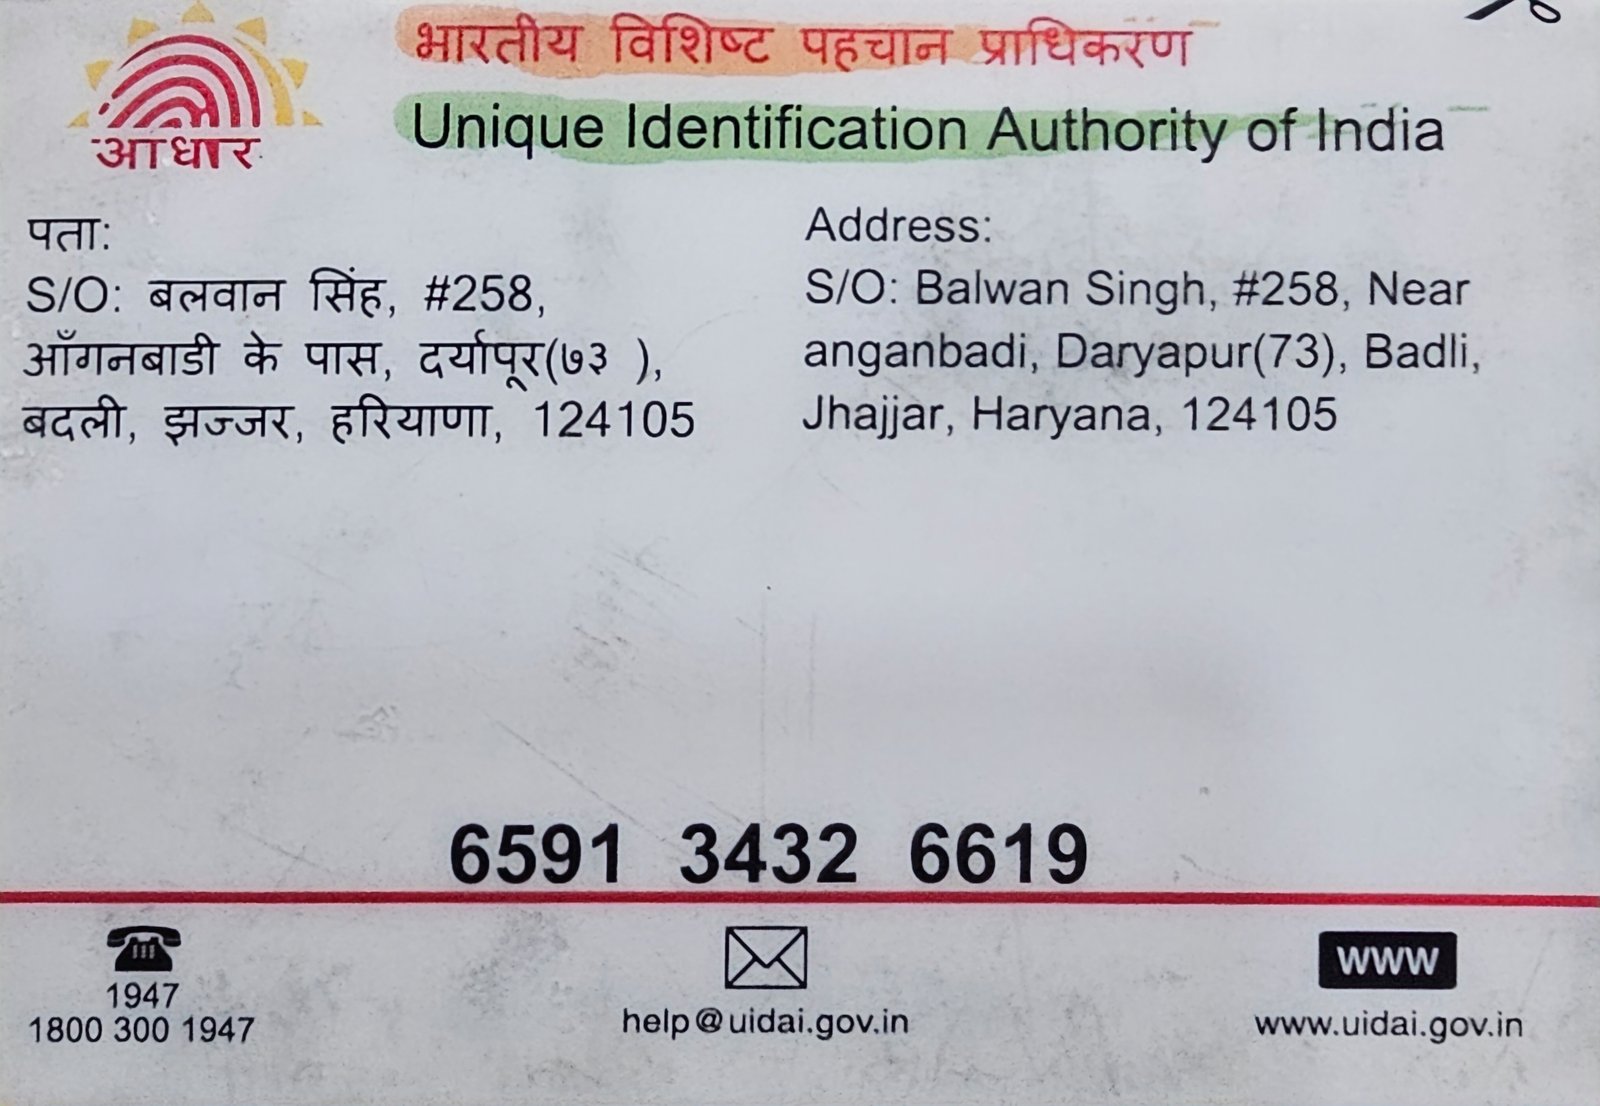 आधार
भारतीय विशिष्ट पहचान प्राधिकरण
Unique Identification Authority of India
पता:
S/O: बलवान सिंह, #258,
आँगनबाडी के पास, दर्यापूर(७३ ),
बदली, झज्जर, हरियाणा, 124105
Address:
S/O: Balwan Singh, #258, Near
anganbadi, Daryapur(73), Badli,
Jhajjar, Haryana, 124105
6591 3432 6619
1947
1800 300 1947
help@uidai.gov.in
WWW
www.uidai.gov.in